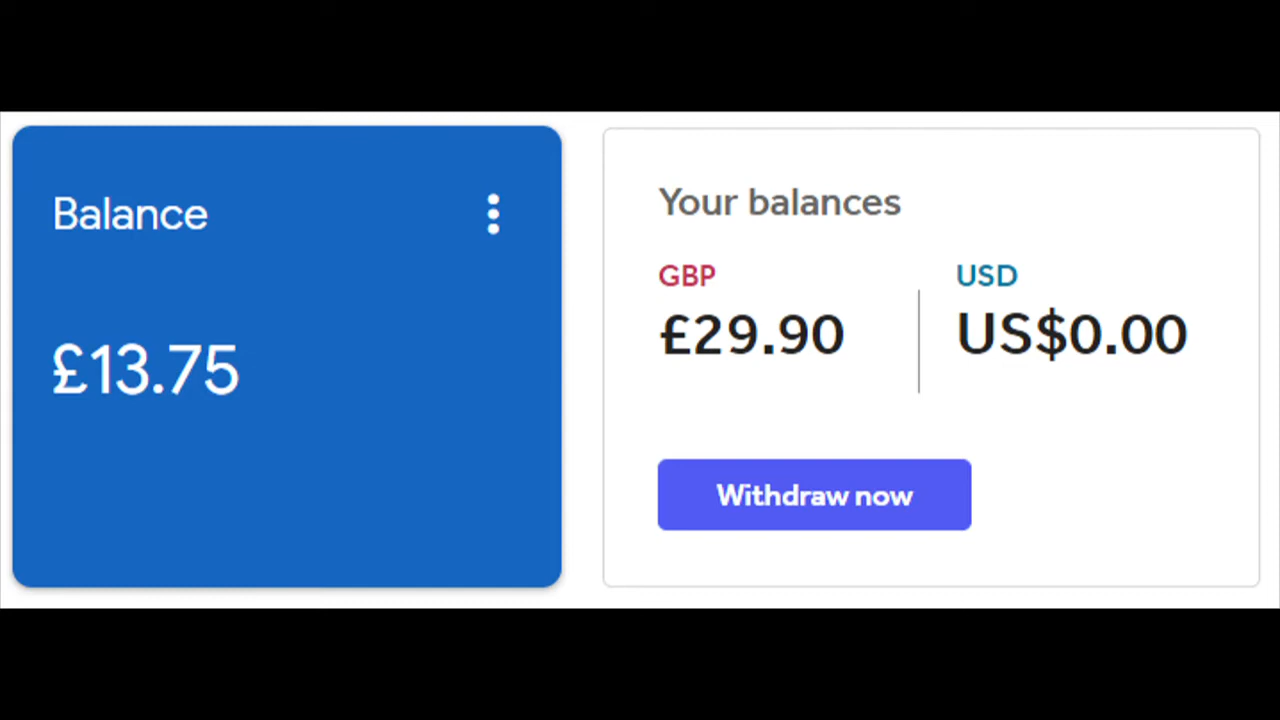 Balance
£13.75
Your balances
GBP
£29.90
USD
US$0.00
Withdraw now